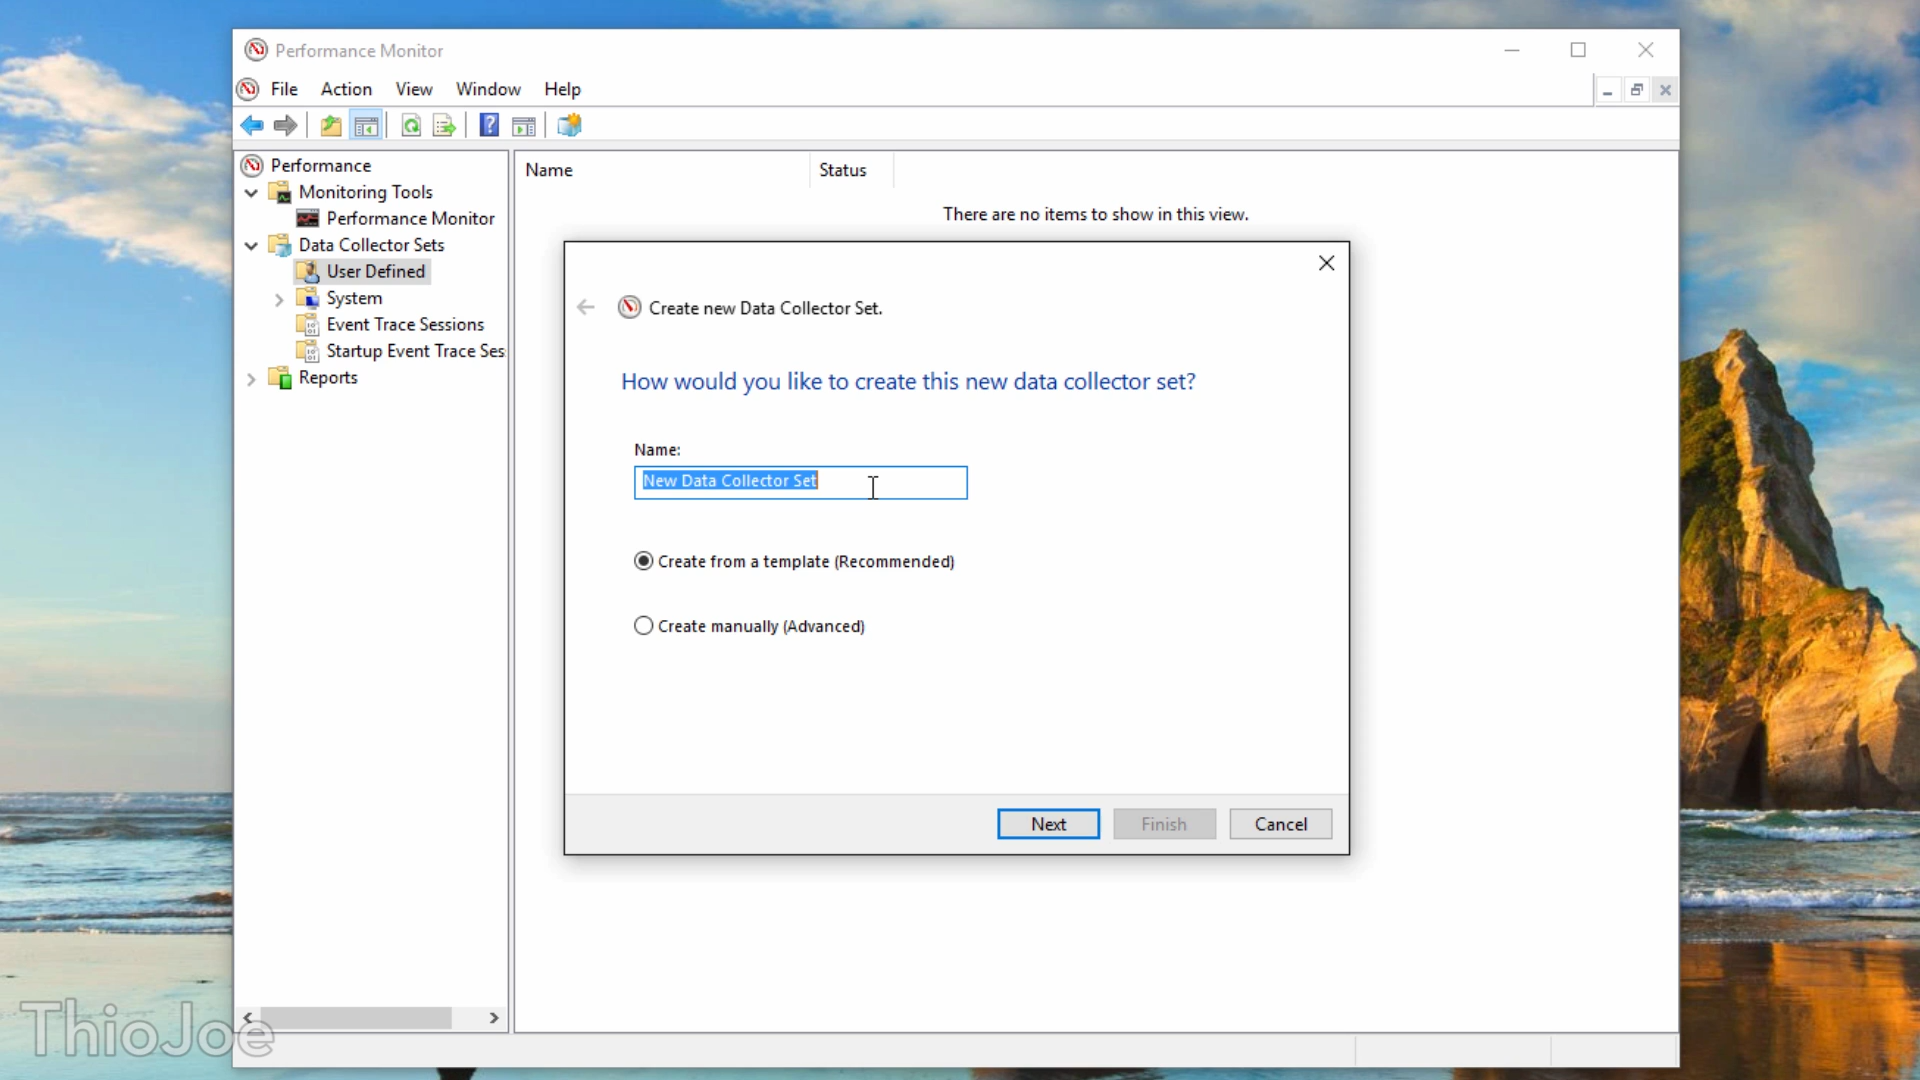 Performance Monitor
File Action View Window Help
Performance
Monitoring Tools
Performance Monitor
Data Collector Sets
User Defined
System
Event Trace Sessions
Startup Event Trace Ses
Reports
Name Status
There are no items to show in this view.
Create new Data Collector Set.
How would you like to create this new data collector set?
Name:
New Data Collector Set
Create from a template (Recommended)
Create manually (Advanced)
Next Finish Cancel
ThioJoe